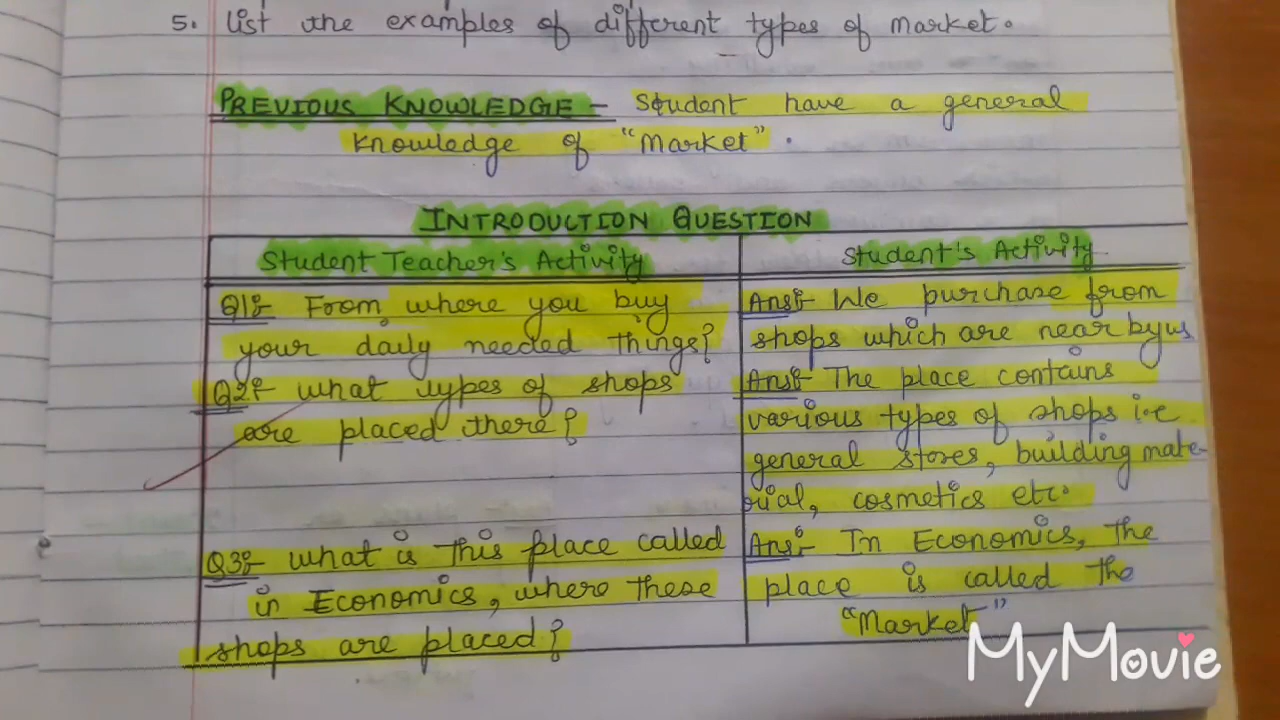 5. List the examples of different types of market.
PREVIOUS KNOWLEDGE - Student have a general
knowledge of "Market".
INTRODUCTION QUESTION
Student Teacher's Activity
Student's Activity
Q1:- From where you buy
your daily needed things?
Ans:- We purchase from
shops which are near by us
Q2:- What types of shops
are placed there?
Ans:- The place contains
various types of shops i.e
general stores, building mate-
rial, cosmetics etc.
Q3:- What is this place called
in Economics, where these
shops are placed?
Ans:- In Economics, the
place is called the
"Market"
MyMovie